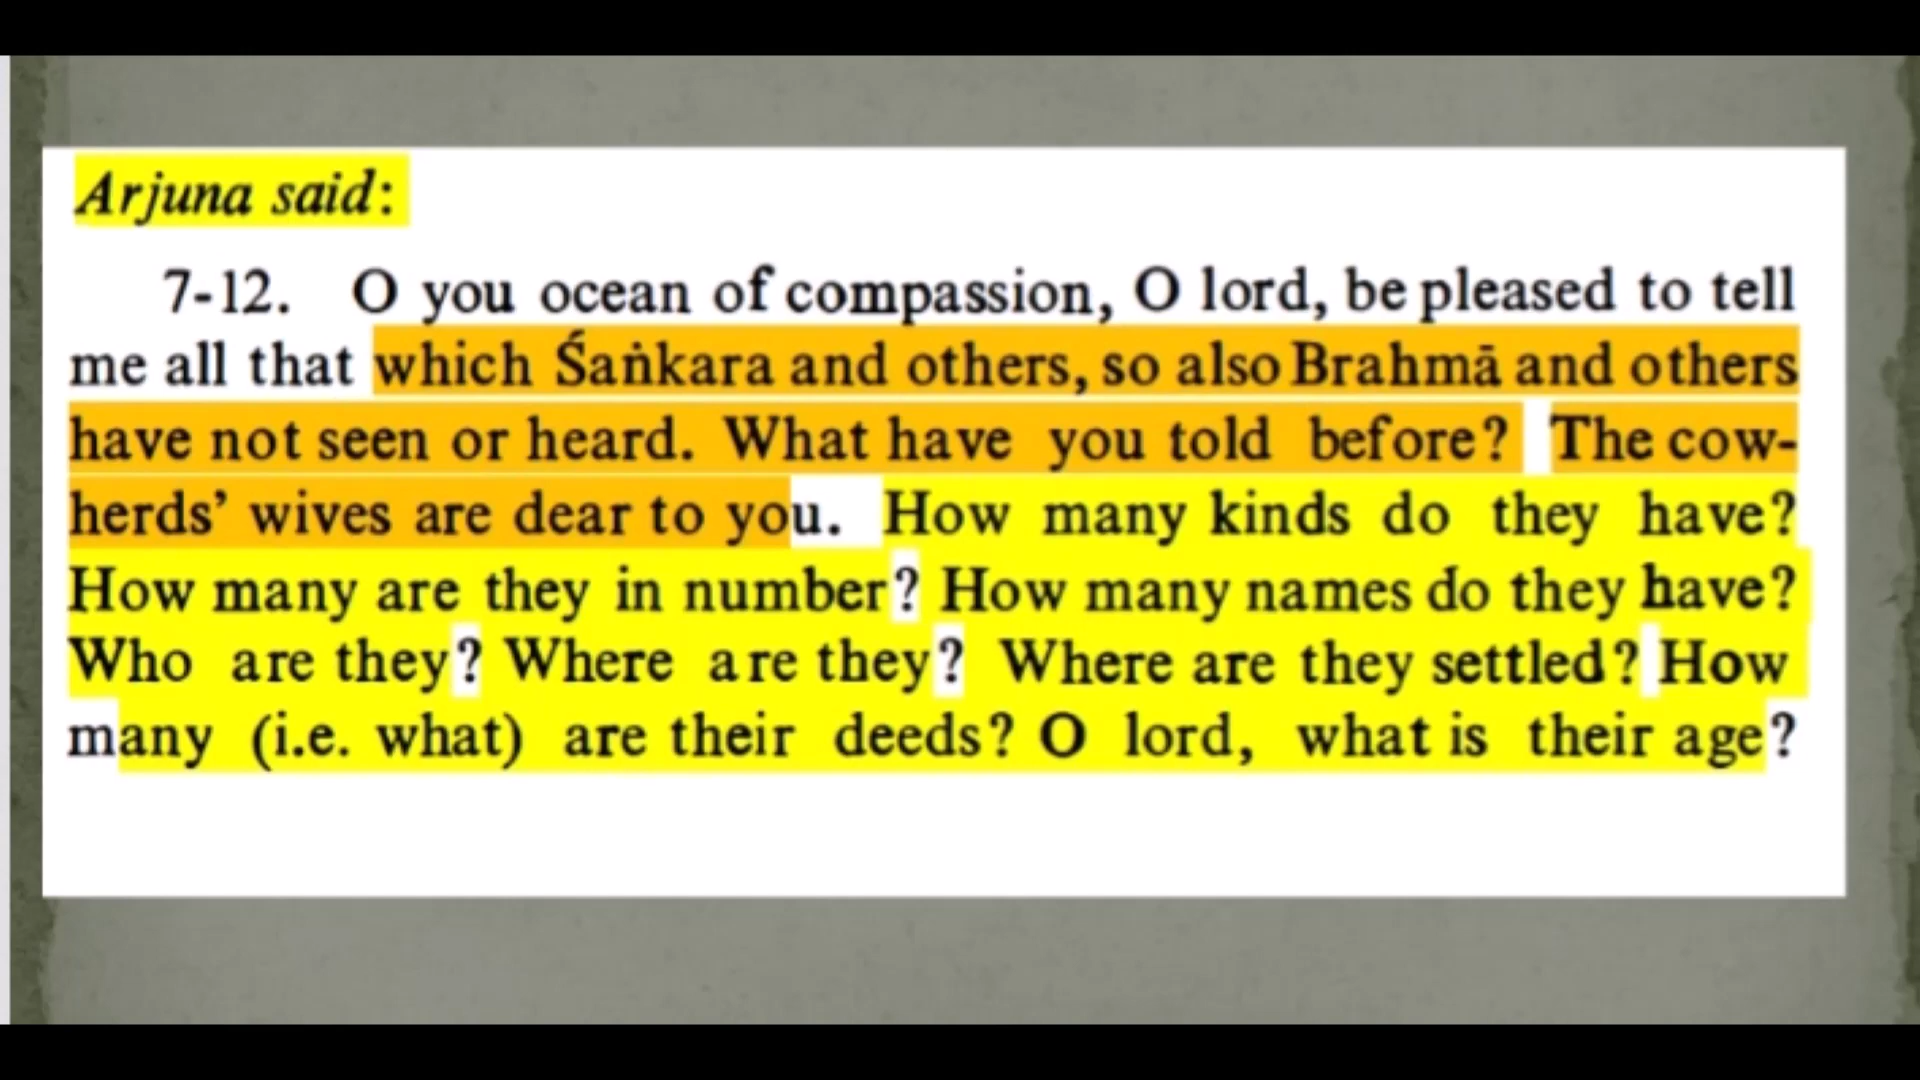 Arjuna said:
7-12. O you ocean of compassion, O lord, be pleased to tell
me all that which Śaṅkara and others, so also Brahmā and others
have not seen or heard. What have you told before? The cow-
herds’ wives are dear to you. How many kinds do they have?
How many are they in number? How many names do they have?
Who are they? Where are they? Where are they settled? How
many (i.e. what) are their deeds? O lord, what is their age?